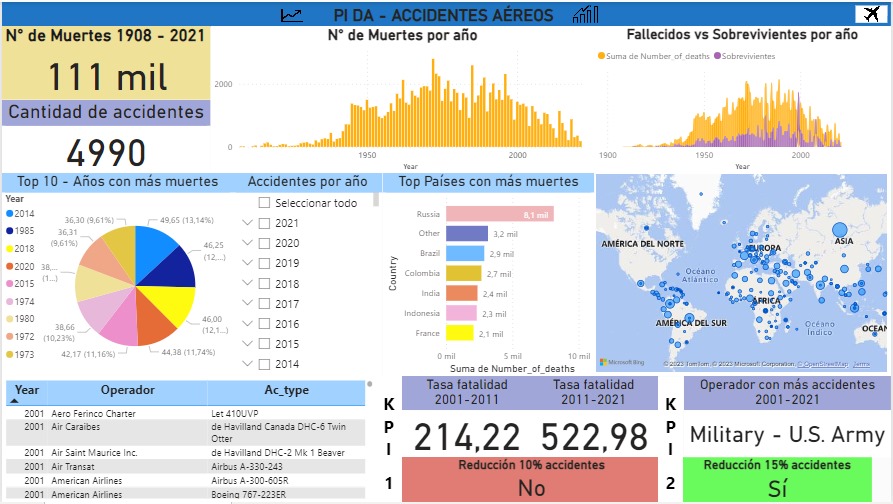 PI DA - ACCIDENTES AÉREOS
N° de Muertes 1908 - 2021
111 mil
Cantidad de accidentes
4990
N° de Muertes por año
2000
0
1950
2000
Year
Fallecidos vs Sobrevivientes por año
Suma de Number_of_deaths
Sobrevivientes
1900
1950
2000
Year
Top 10 - Años con más muertes
Year
2014
1985
2018
2020
2015
1974
1980
1972
1973
36,30 (9,61%)
49,65 (13,14%)
36,31
(9,61%)
46,25
(12,...)
38,...
(1...)
46,00
(12,1...)
38,66
(10,23%)
42,17 (11,16%)
44,38 (11,74%)
Accidentes por año
Seleccionar todo
2021
2020
2019
2018
2017
2016
2015
2014
Top Países con más muertes
Country
Russia
8,1 mil
Other
3,2 mil
Brazil
2,9 mil
Colombia
2,7 mil
India
2,4 mil
Indonesia
2,3 mil
France
2,1 mil
0 mil
5 mil
10 mil
Suma de Number_of_deaths
AMÉRICA DEL NORTE
EUROPA
ASIA
Océano
Atlántico
ÁFRICA
AMÉRICA DEL SUR
Océano
Índico
OCEAN
Microsoft Bing
© 2023 TomTom, © 2023 Microsoft Corporation, © OpenStreetMap Terms
Year Operador Ac_type
2001 Aero Ferinco Charter Let 410UVP
2001 Air Caraibes de Havilland Canada DHC-6 Twin
Otter
2001 Air Saint Maurice Inc. de Havilland DHC-2 Mk 1 Beaver
2001 Air Transat Airbus A-330-243
2001 American Airlines Airbus A-300-605R
2001 American Airlines Boeing 767-223ER
K
P
I
1
Tasa fatalidad
2001-2011
Tasa fatalidad
2011-2021
214,22
522,98
Reducción 10% accidentes
No
K
P
I
2
Operador con más accidentes
2001-2021
Military - U.S. Army
Reducción 15% accidentes
Sí